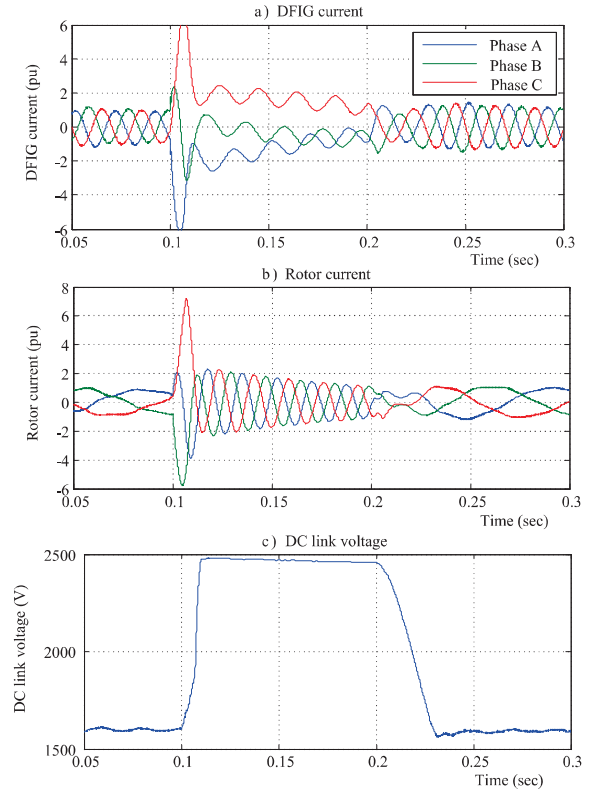 a ) DFIG current
6
4
2
0
-2
-4
-6
DFIG current (pu)
Phase A
Phase B
Phase C
0.05 0.1 0.15 0.2 0.25 0.3
Time (sec)
b ) Rotor current
8
6
4
2
0
-2
-4
-6
Rotor current (pu)
0.05 0.1 0.15 0.2 0.25 0.3
Time (sec)
c ) DC link voltage
2500
2000
1500
DC link voltage (V)
0.05 0.1 0.15 0.2 0.25 0.3
Time (sec)